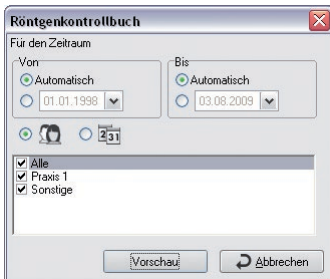 Röntgenkontrollbuch
Für den Zeitraum
Von
Bis
Automatisch
Automatisch
01.01.1998
03.08.2009
231
Alle
Praxis 1
Sonstige
Vorschau
Abbrechen